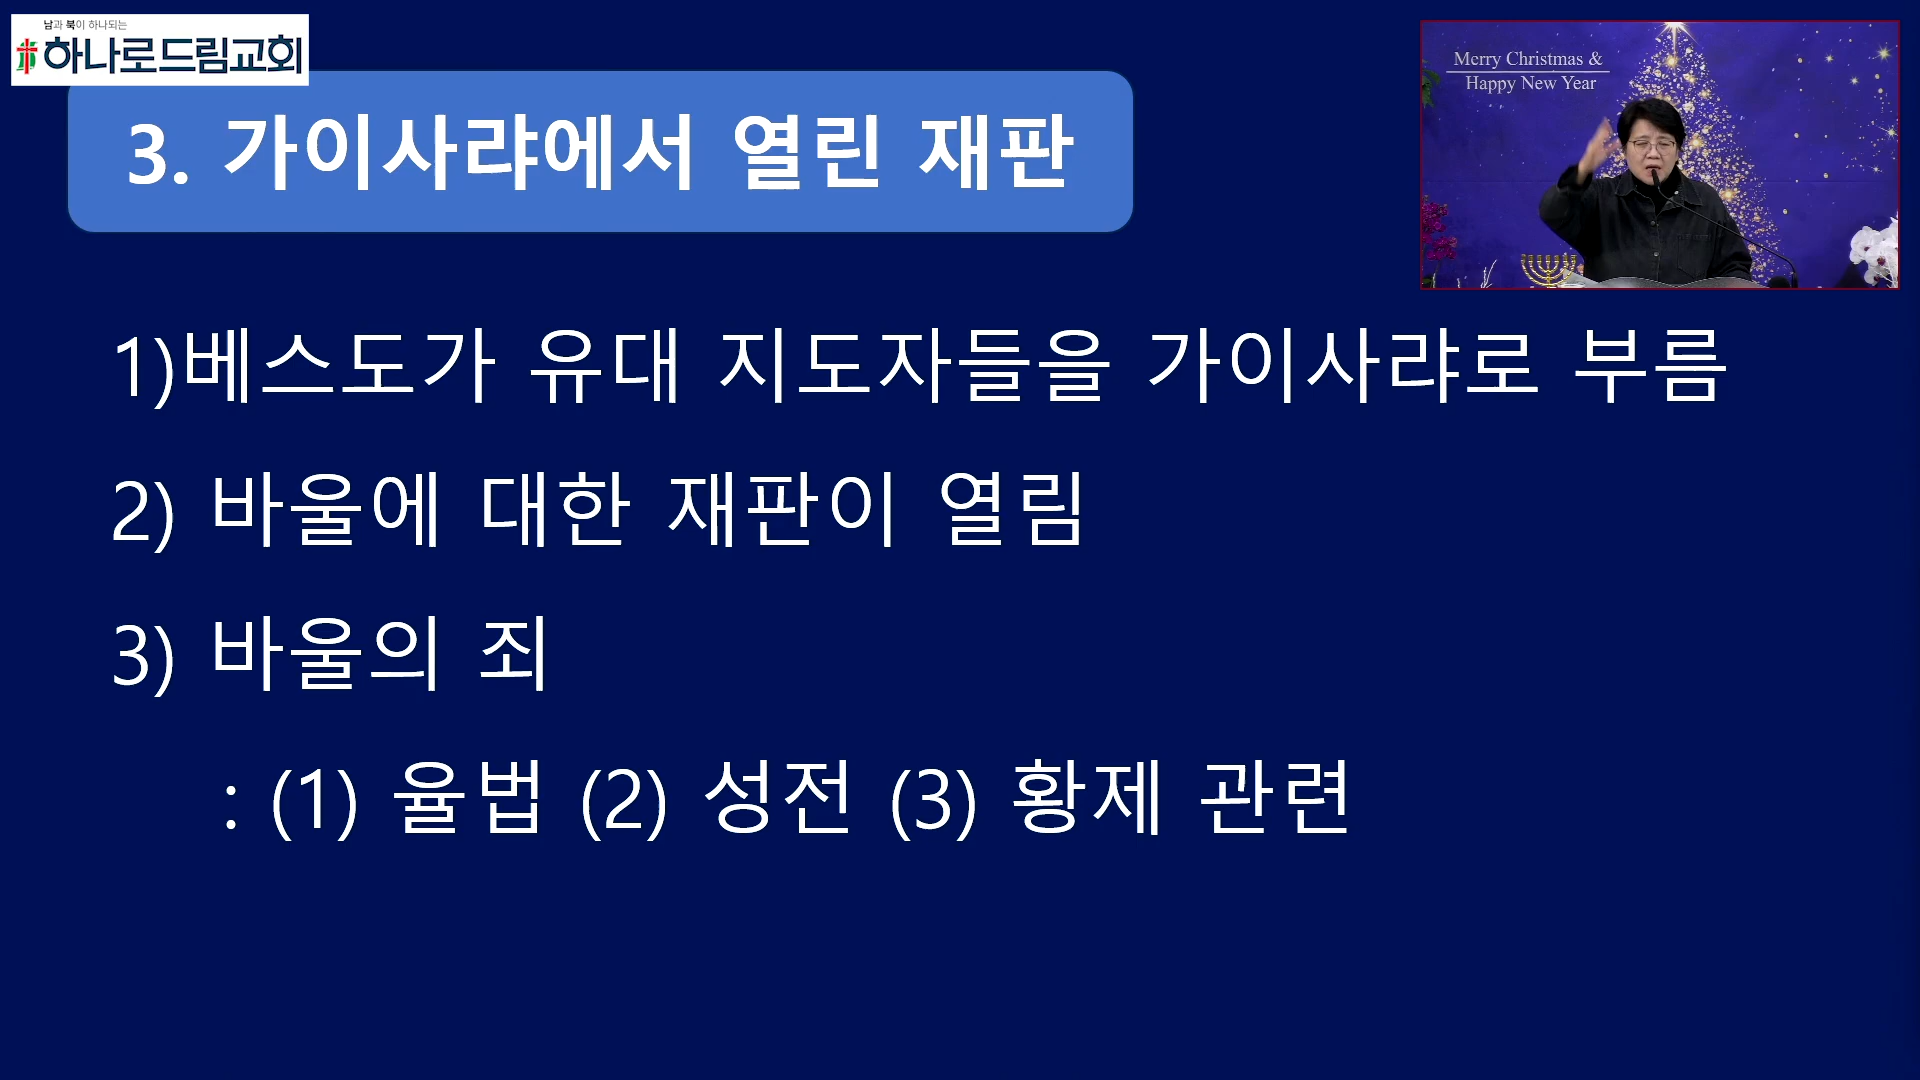 남과 북이 하나되는
하나로드림교회
3. 가이사랴에서 열린 재판
Merry Christmas &
Happy New Year
1)베스도가 유대 지도자들을 가이사랴로 부름
2) 바울에 대한 재판이 열림
3) 바울의 죄
: (1) 율법 (2) 성전 (3) 황제 관련